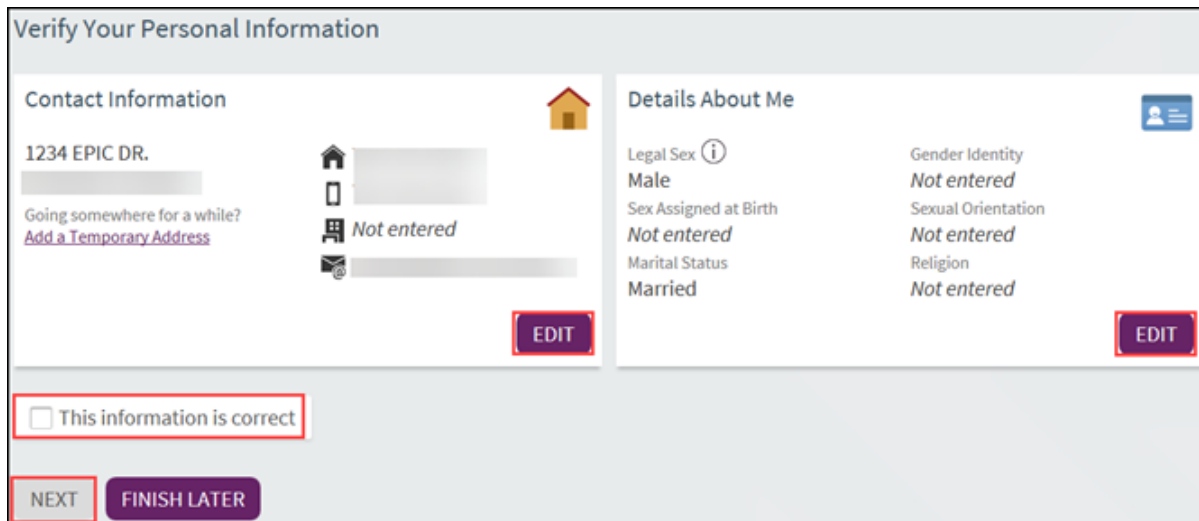 Verify Your Personal Information
Contact Information
1234 EPIC DR.
Going somewhere for a while?
Add a Temporary Address
Not entered
EDIT
Details About Me
Legal Sex
Male
Gender Identity
Not entered
Sex Assigned at Birth
Not entered
Sexual Orientation
Not entered
Marital Status
Married
Religion
Not entered
EDIT
This information is correct
NEXT
FINISH LATER